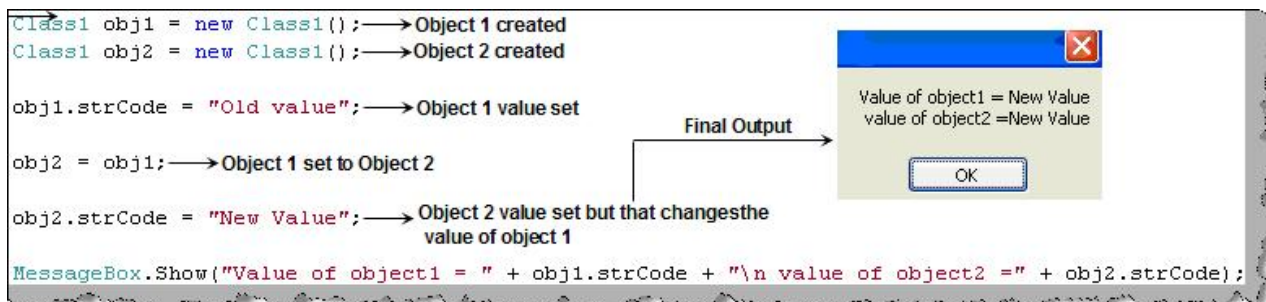 Class1 obj1 = new Class1(); Object 1 created
Class1 obj2 = new Class1(); Object 2 created
obj1.strCode = "Old value"; Object 1 value set
obj2 = obj1; Object 1 set to Object 2
obj2.strCode = "New Value"; Object 2 value set but that changesthe
value of object 1
Final Output
Value of object1 = New Value
value of object2 =New Value
OK
MessageBox.Show("Value of object1 = " + obj1.strCode + "\n value of object2 =" + obj2.strCode);